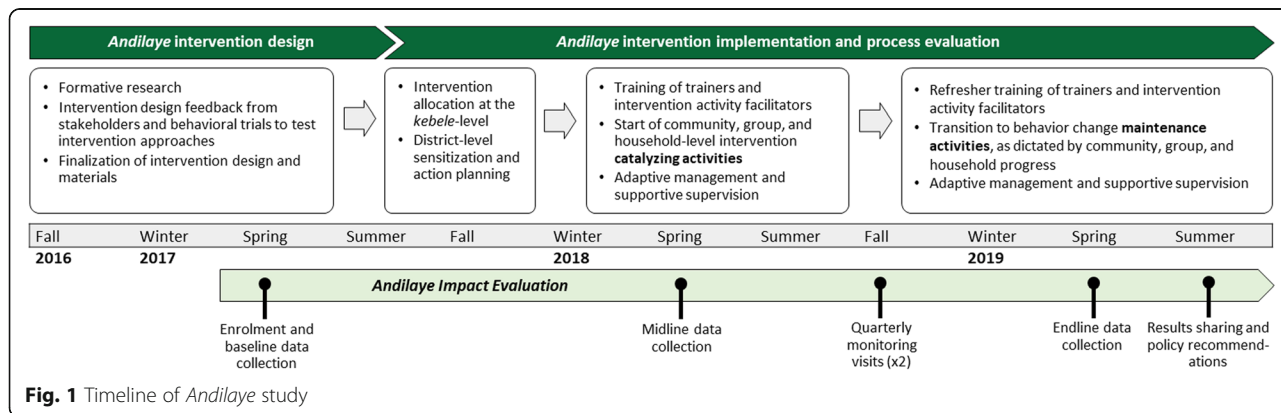 Andilaye intervention design
Andilaye intervention implementation and process evaluation
• Formative research
• Intervention design feedback from
stakeholders and behavioral trials to test
intervention approaches
• Finalization of intervention design and
materials
• Intervention
allocation at the
kebele-level
• District-level
sensitization and
action planning
• Training of trainers and
intervention activity facilitators
• Start of community, group, and
household-level intervention
catalyzing activities
• Adaptive management and
supportive supervision
• Refresher training of trainers and intervention
activity facilitators
• Transition to behavior change maintenance
activities, as dictated by community, group, and
household progress
• Adaptive management and supportive supervision
Fall Winter Spring Summer Fall Winter Spring Summer Fall Winter Spring Summer
2016 2017 2018 2019
Andilaye Impact Evaluation
Enrolment and
baseline data
collection
Midline data
collection
Quarterly
monitoring
visits (x2)
Endline data
collection
Results sharing and
policy recommend-
ations
Fig. 1 Timeline of Andilaye study